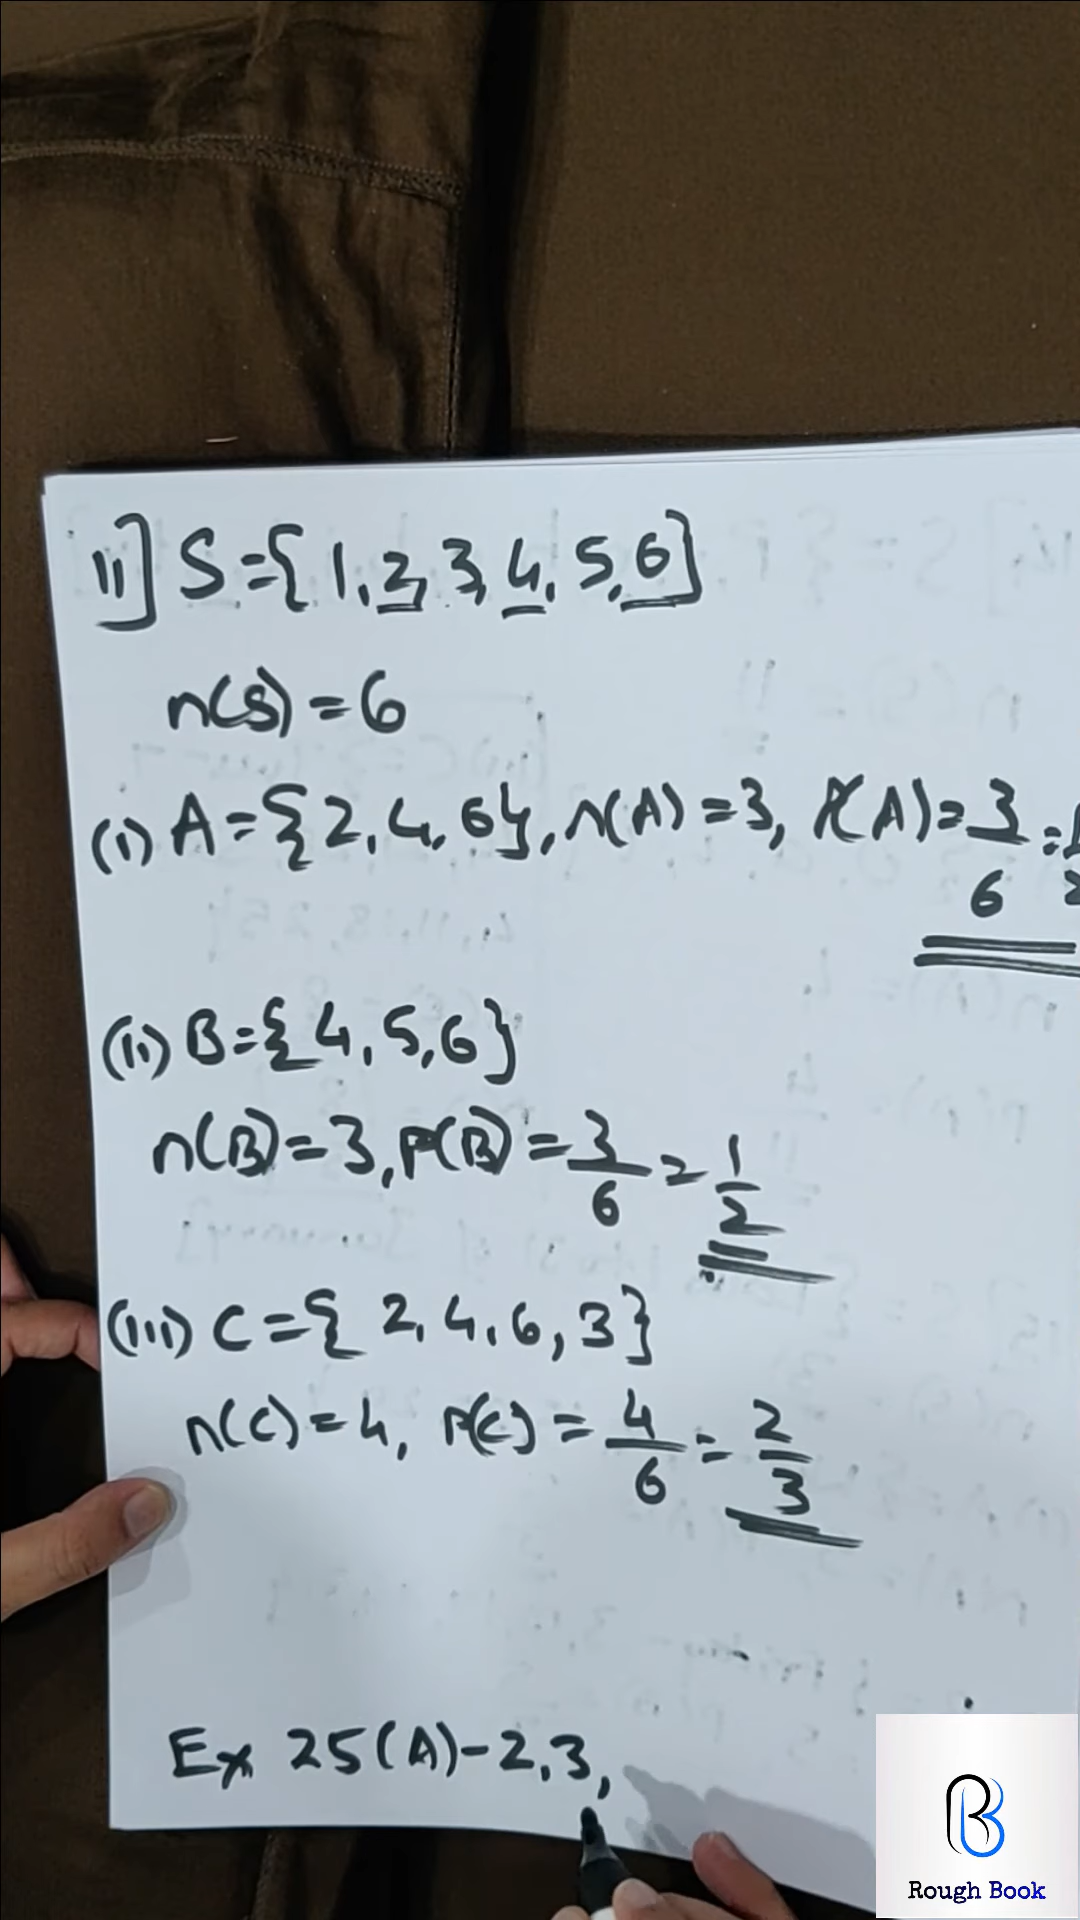 11] S={1,2,3,4,5,6}
n(S)=6
(i) A={2,4,6},n(A)=3, P(A)=3/6=1/2
(ii) B={4,5,6}
n(B)=3,P(B)=3/6=1/2
(iii) C={2,4,6,3}
n(C)=4, P(C)=4/6=2/3
Ex 25(A)-2,3,
B
Rough Book